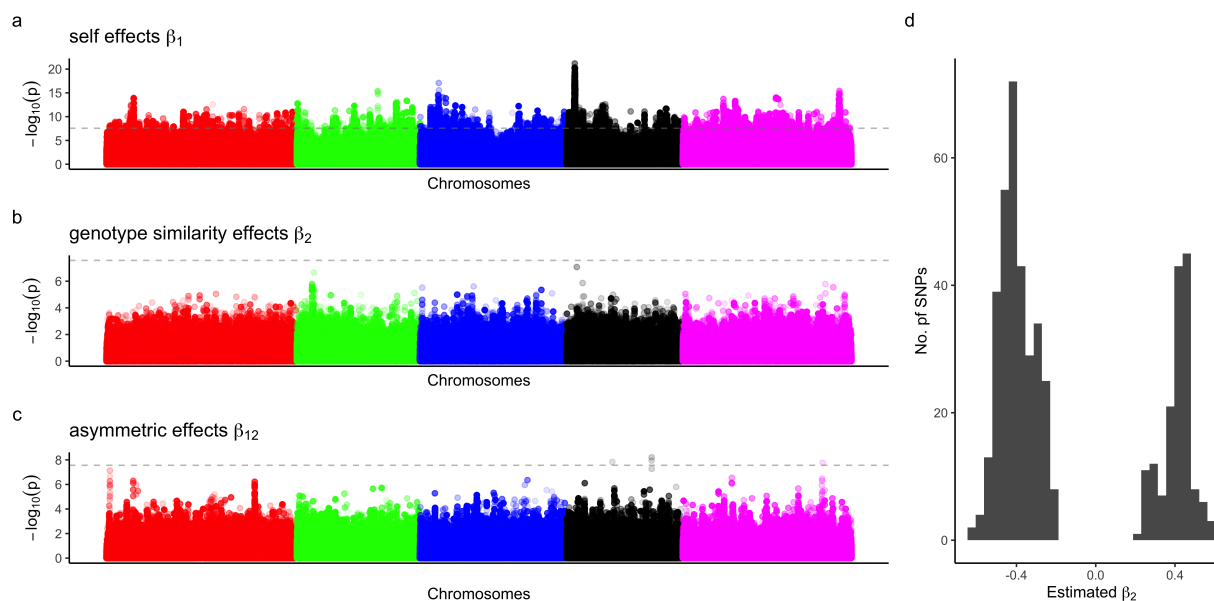 a
self effects β1
−log10(p)
20
15
10
5
0
Chromosomes
b
genotype similarity effects β2
−log10(p)
6
4
2
0
Chromosomes
c
asymmetric effects β12
−log10(p)
8
6
4
2
0
Chromosomes
d
No. pf SNPs
60
40
20
0
-0.4 0.0 0.4
Estimated β2